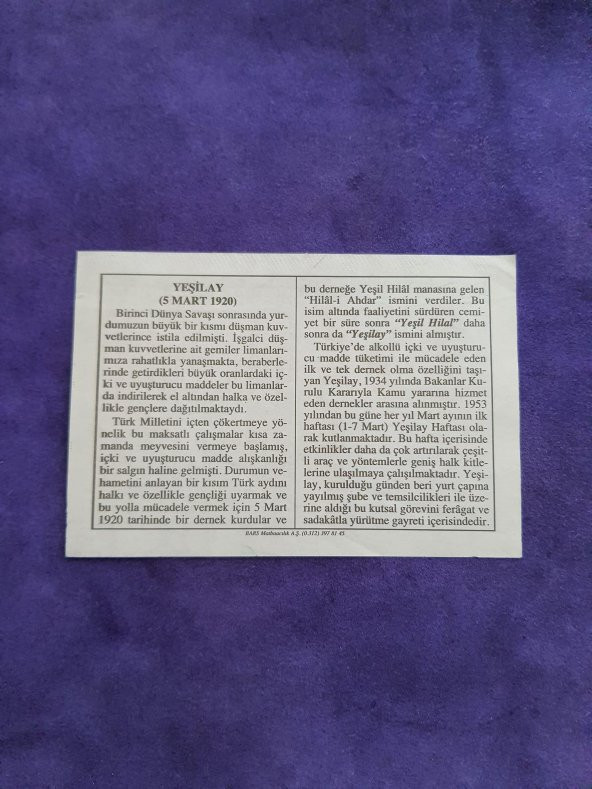 YEŞİLAY
(5 MART 1920)
Birinci Dünya Savaşı sonrasında yur-
dumuzun büyük bir kısmı düşman kuv-
vetlerince istila edilmişti. İşgalci düş-
man kuvvetlerine ait gemiler limanları-
mıza rahatlıkla yanaşmakta, beraberle-
rinde getirdikleri büyük oranlardaki iç-
ki ve uyuşturucu maddeler bu limanlar-
da indirilerek el altından halka ve özel-
likle gençlere dağıtılmaktaydı.
Türk Milletini içten çökertmeye yö-
nelik bu maksatlı çalışmalar kısa za-
manda meyvesini vermeye başlamış,
içki ve uyuşturucu madde alışkanlığı
bir salgın haline gelmişti. Durumun ve-
hametini anlayan bir kısım Türk aydını
halkı ve özellikle gençliği uyarmak ve
bu yolla mücadele vermek için 5 Mart
1920 tarihinde bir dernek kurdular ve
bu derneğe Yeşil Hilâl manasına gelen
"Hilâl-i Ahdar" ismini verdiler. Bu
isim altında faaliyetini sürdüren cemi-
yet bir süre sonra "Yeşil Hilal" daha
sonra da "Yeşilay" ismini almıştır.
Türkiye'de alkollü içki ve uyuşturu-
cu madde tüketimi ile mücadele eden
ilk ve tek dernek olma özelliğini taşı-
yan Yeşilay, 1934 yılında Bakanlar Ku-
rulu Kararıyla Kamu yararına hizmet
eden dernekler arasına alınmıştır. 1953
yılından bu güne her yıl Mart ayının ilk
haftası (1-7 Mart) Yeşilay Haftası ola-
rak kutlanmaktadır. Bu hafta içerisinde
etkinlikler daha da çok artırılarak çeşit-
li araç ve yöntemlerle geniş halk kitle-
lerine ulaşılmaya çalışılmaktadır. Yeşi-
lay, kurulduğu günden beri yurt çapına
yayılmış şube ve temsilcilikleri ile üze-
rine aldığı bu kutsal görevini ferâgat ve
sadakâtla yürütme gayreti içerisindedir.
BARS Matbaacılık A.Ş. (0.312) 397 81 45